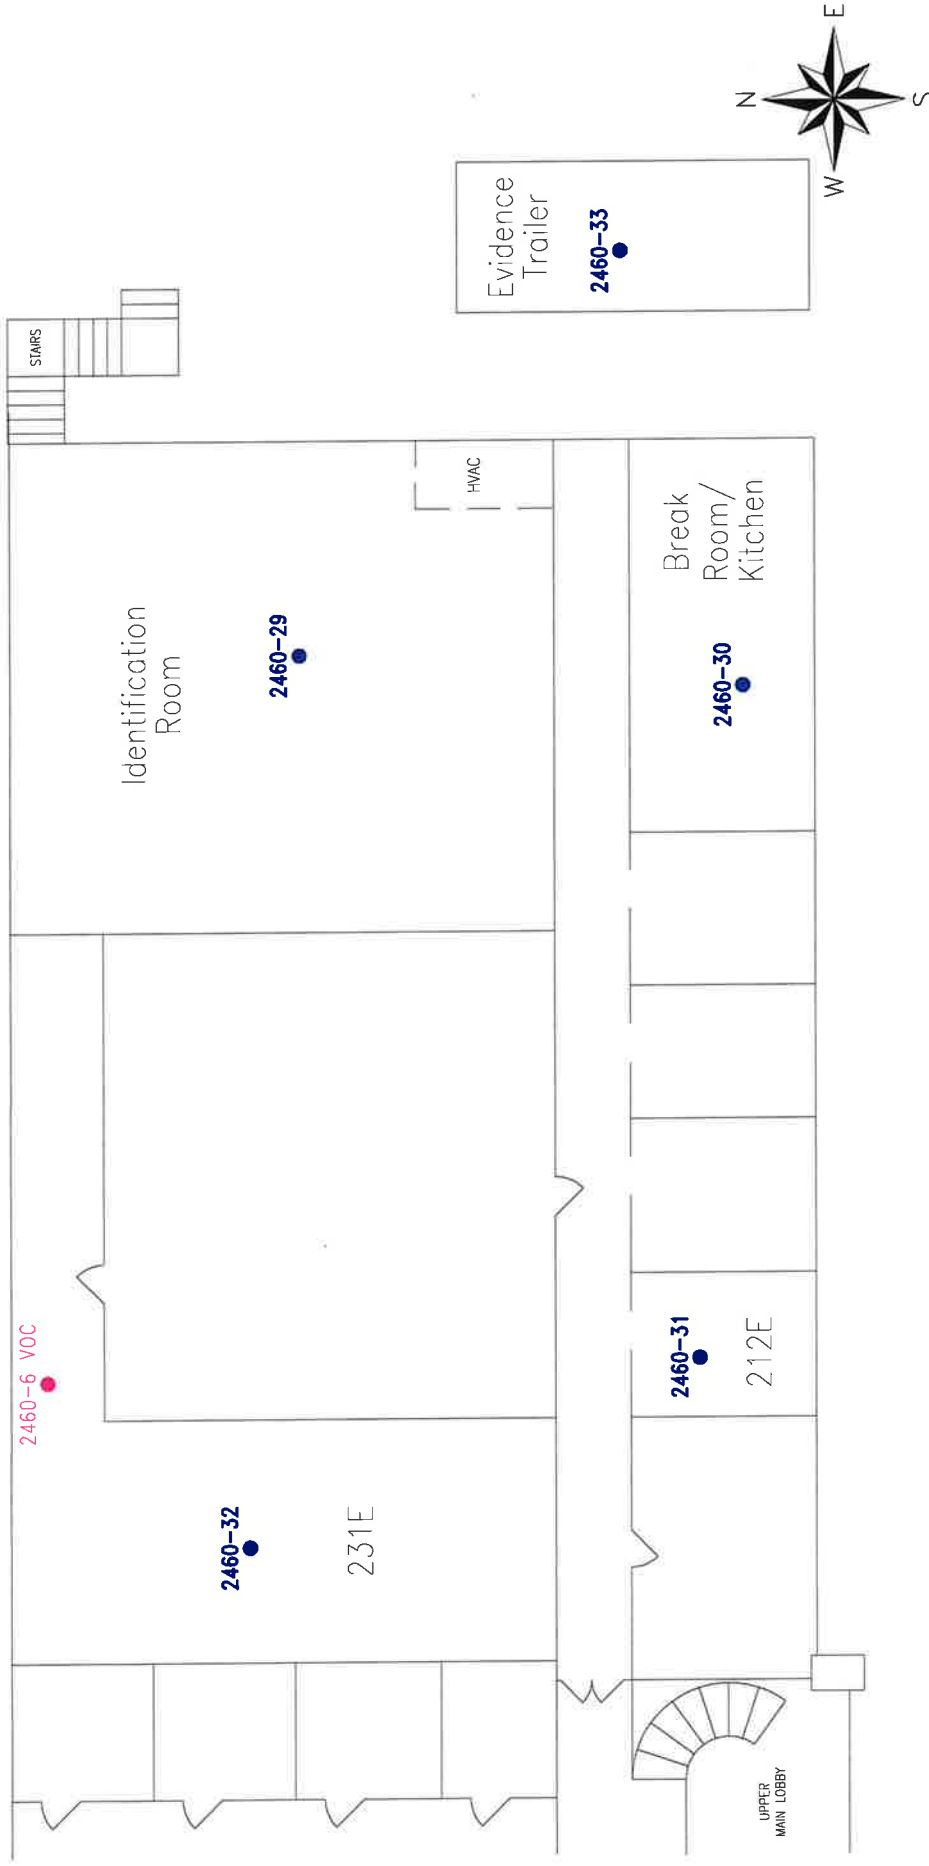 2460-6 VOC
2460-32
231E
Identification
Room
2460-29
STAIRS
HVAC
Evidence
Trailer
2460-33
2460-31
212E
2460-30
Break
Room/
Kitchen
UPPER
MAIN LOBBY
N
E
W
S